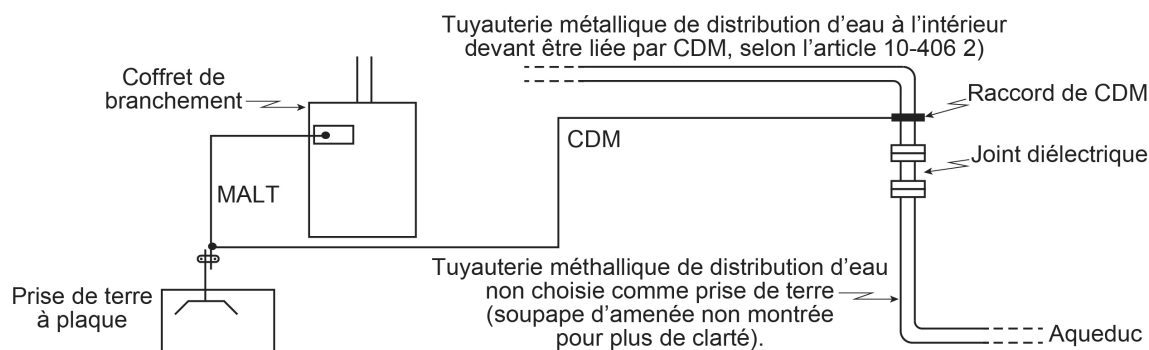 Tuyauterie métallique de distribution d'eau à l'intérieur
devant être liée par CDM, selon l'article 10-406 2)
Coffret de
branchement
Raccord de CDM
CDM
Joint diélectrique
MALT
Tuyauterie méthallique de distribution d'eau
non choisie comme prise de terre
(soupape d'amenée non montrée
pour plus de clarté).
Prise de terre
à plaque
Aqueduc